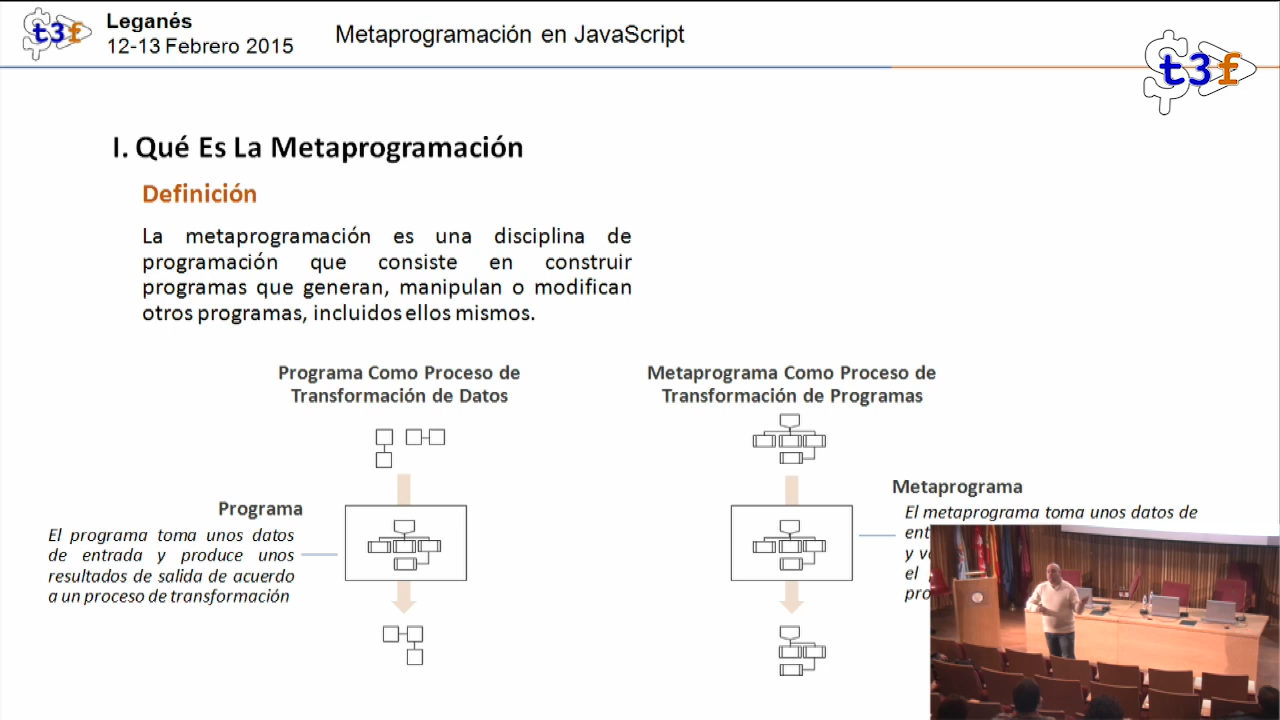 t3f
Leganés
12-13 Febrero 2015
Metaprogramación en JavaScript
t3f
I. Qué Es La Metaprogramación
Definición
La metaprogramación es una disciplina de
programación que consiste en construir
programas que generan, manipulan o modifican
otros programas, incluidos ellos mismos.
Programa Como Proceso de
Transformación de Datos
Metaprograma Como Proceso de
Transformación de Programas
Programa
El programa toma unos datos
de entrada y produce unos
resultados de salida de acuerdo
a un proceso de transformación
Metaprograma
El metaprograma toma unos datos de
ent
y v
el
pro